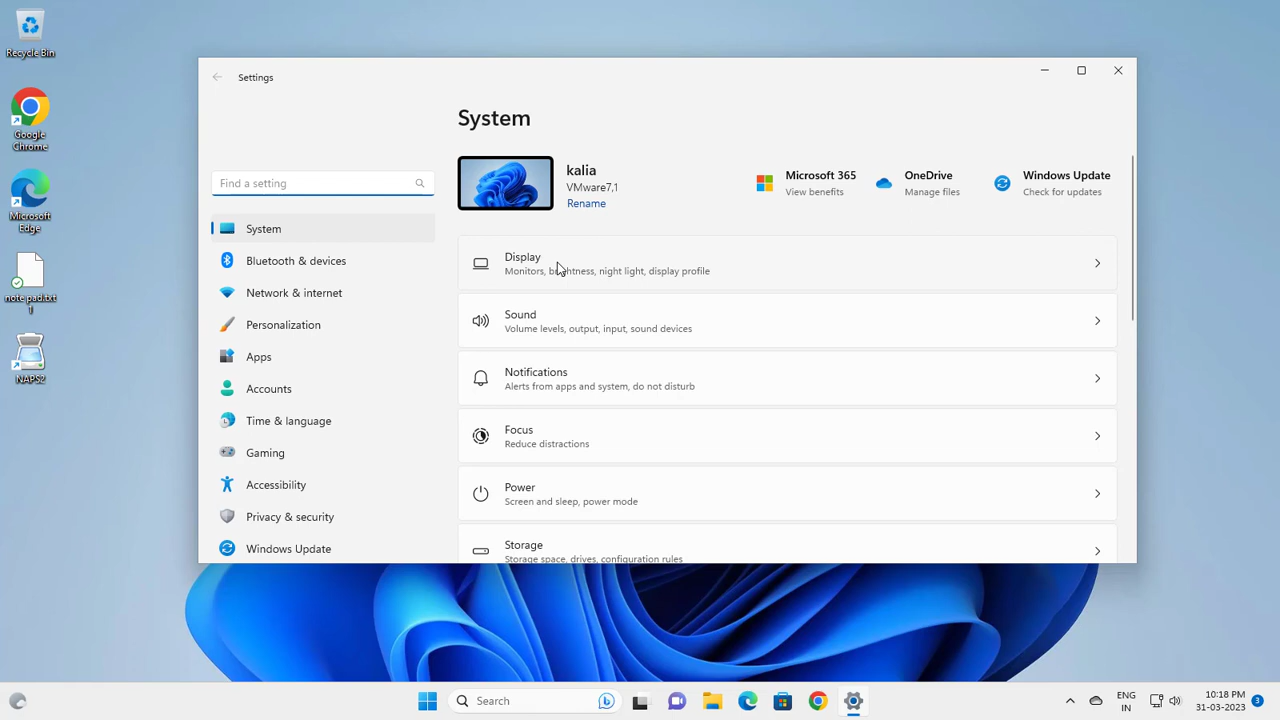 Recycle Bin
Google
Chrome
Microsoft
Edge
note pad.txt
1
NAPS2
Settings
Find a setting
System
Bluetooth & devices
Network & internet
Personalization
Apps
Accounts
Time & language
Gaming
Accessibility
Privacy & security
Windows Update
System
kalia
VMware7,1
Rename
Microsoft 365
View benefits
OneDrive
Manage files
Windows Update
Check for updates
Display
Monitors, brightness, night light, display profile
Sound
Volume levels, output, input, sound devices
Notifications
Alerts from apps and system, do not disturb
Focus
Reduce distractions
Power
Screen and sleep, power mode
Storage
Storage space, drives, configuration rules
Search
ENG
IN
10:18 PM
31-03-2023
3